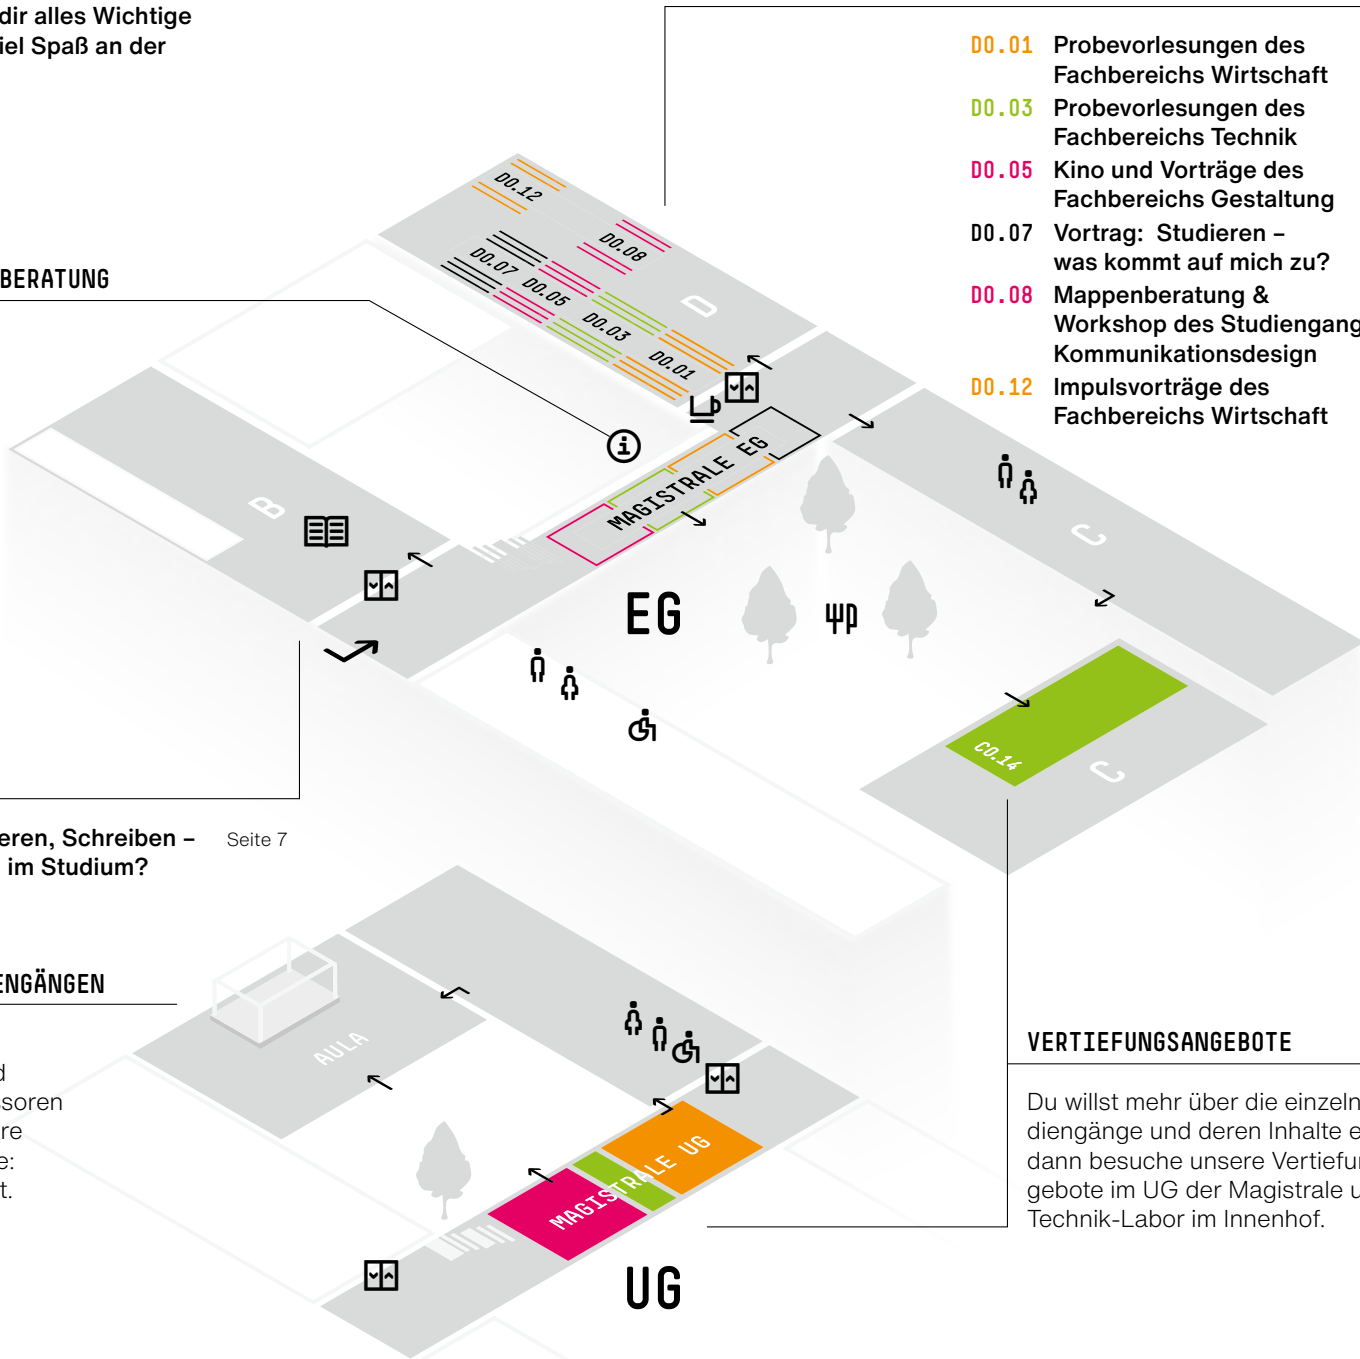 dir alles Wichtige
iel Spaß an der
D0.01 Probevorlesungen des
Fachbereichs Wirtschaft
D0.03 Probevorlesungen des
Fachbereichs Technik
D0.05 Kino und Vorträge des
Fachbereichs Gestaltung
D0.07 Vortrag: Studieren –
was kommt auf mich zu?
D0.08 Mappenberatung &
Workshop des Studiengang
Kommunikationsdesign
D0.12 Impulsvorträge des
Fachbereichs Wirtschaft
BERATUNG
D0.12
D0.08
D0.07
D0.05
D0.03
D0.01
D
B
C
MAGISTRALE EG
EG
C0.14
C
eren, Schreiben –
im Studium?
Seite 7
ENGÄNGEN
d
ssoren
re
e:
t.
AULA
MAGISTRALE UG
UG
VERTIEFUNGSANGEBOTE
Du willst mehr über die einzeln
diengänge und deren Inhalte e
dann besuche unsere Vertiefu
gebote im UG der Magistrale u
Technik-Labor im Innenhof.